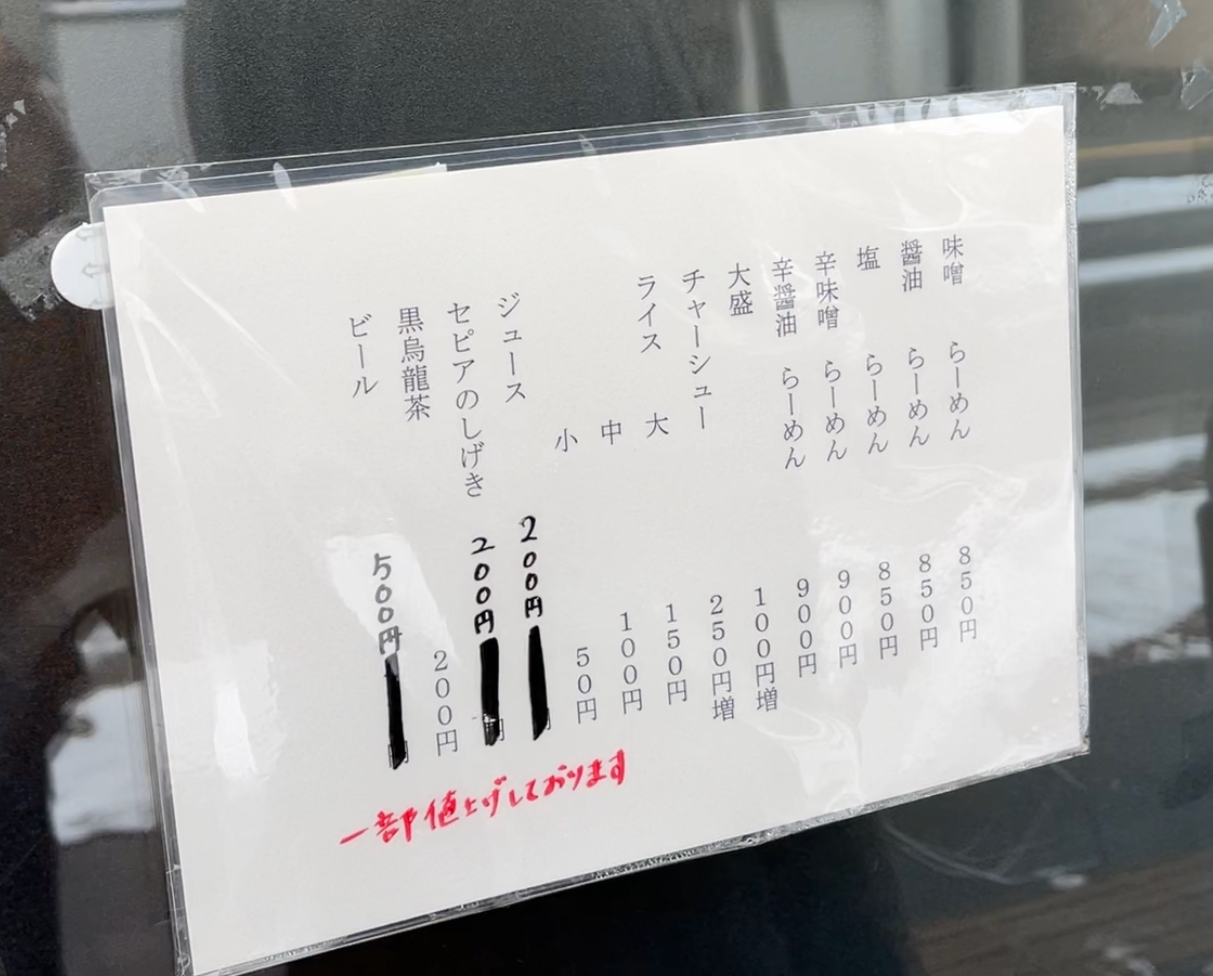 味噌 らーめん 850円
醤油 らーめん 850円
塩 らーめん 850円
辛味噌 らーめん 900円
辛醤油 らーめん 900円
大盛 100円増
チャーシュー 250円増
ライス 大 150円
中 100円
小 50円
ジュース 200円
セピアのしげき 200円
黒烏龍茶 200円
ビール 500円
一部値上げしております